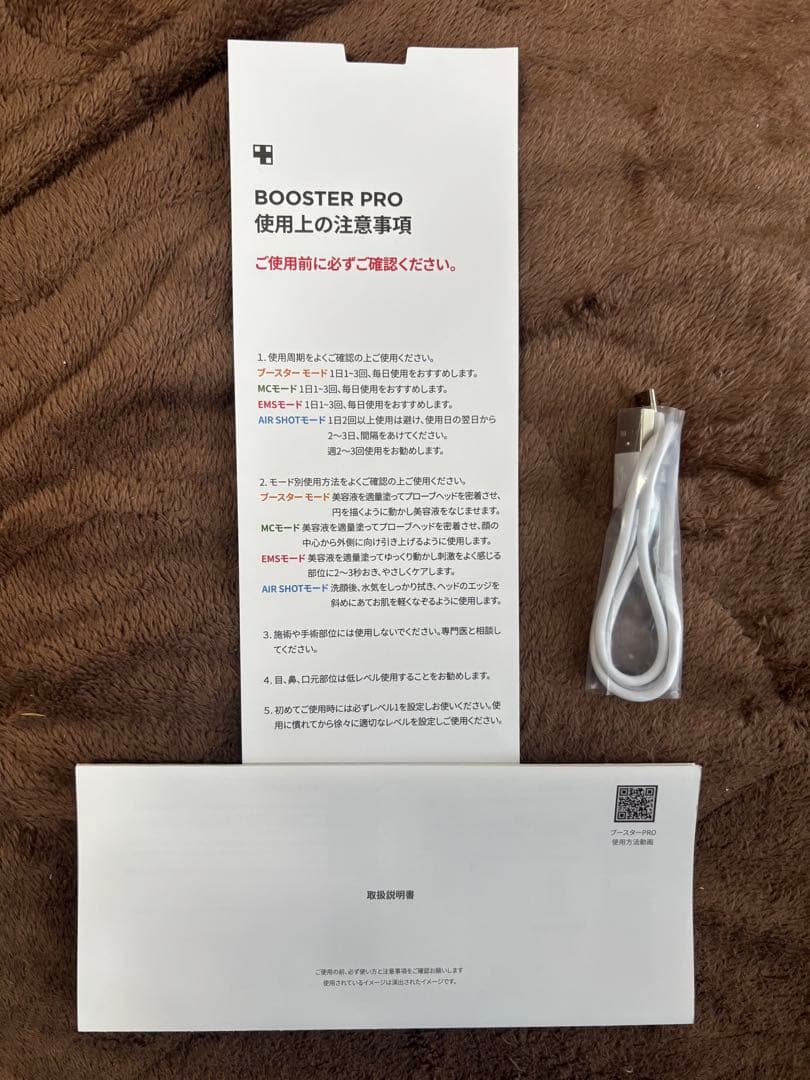 BOOSTER PRO
使用上の注意事項
ご使用前に必ずご確認ください。
1. 使用周期をよくご確認の上ご使用ください。
ブースター モード 1日1~3回、毎日使用をおすすめします。
MCモード 1日1~3回、毎日使用をおすすめします。
EMSモード 1日1~3回、毎日使用をおすすめします。
AIR SHOTモード 1日2回以上使用は避け、使用日の翌日から
2〜3日、間隔をあけてください。
週2〜3回使用をお勧めします。
2. モード別使用方法をよくご確認の上ご使用ください。
ブースター モード 美容液を適量塗ってプローブヘッドを密着させ、
円を描くように動かし美容液をなじませます。
MCモード 美容液を適量塗ってプローブヘッドを密着させ、顔の
中心から外側に向け引き上げるように使用します。
EMSモード 美容液を適量塗ってゆっくり動かし刺激をよく感じる
部位に2〜3秒おき、やさしくケアします。
AIR SHOTモード 洗顔後、水気をしっかり拭き、ヘッドのエッジを
斜めにあてお肌を軽くなぞるように使用します。
3. 施術や手術部位には使用しないでください。専門医と相談し
てください。
4. 目、鼻、口元部位は低レベル使用することをお勧めします。
5. 初めてご使用時には必ずレベル1を設定しお使いください。使
用に慣れてから徐々に適切なレベルを設定しご使用ください。
ブースターPRO
使用方法動画
取扱説明書
ご使用の前、必ず使い方と注意事項をご確認お願いします
使用されているイメージは演出されたイメージです。